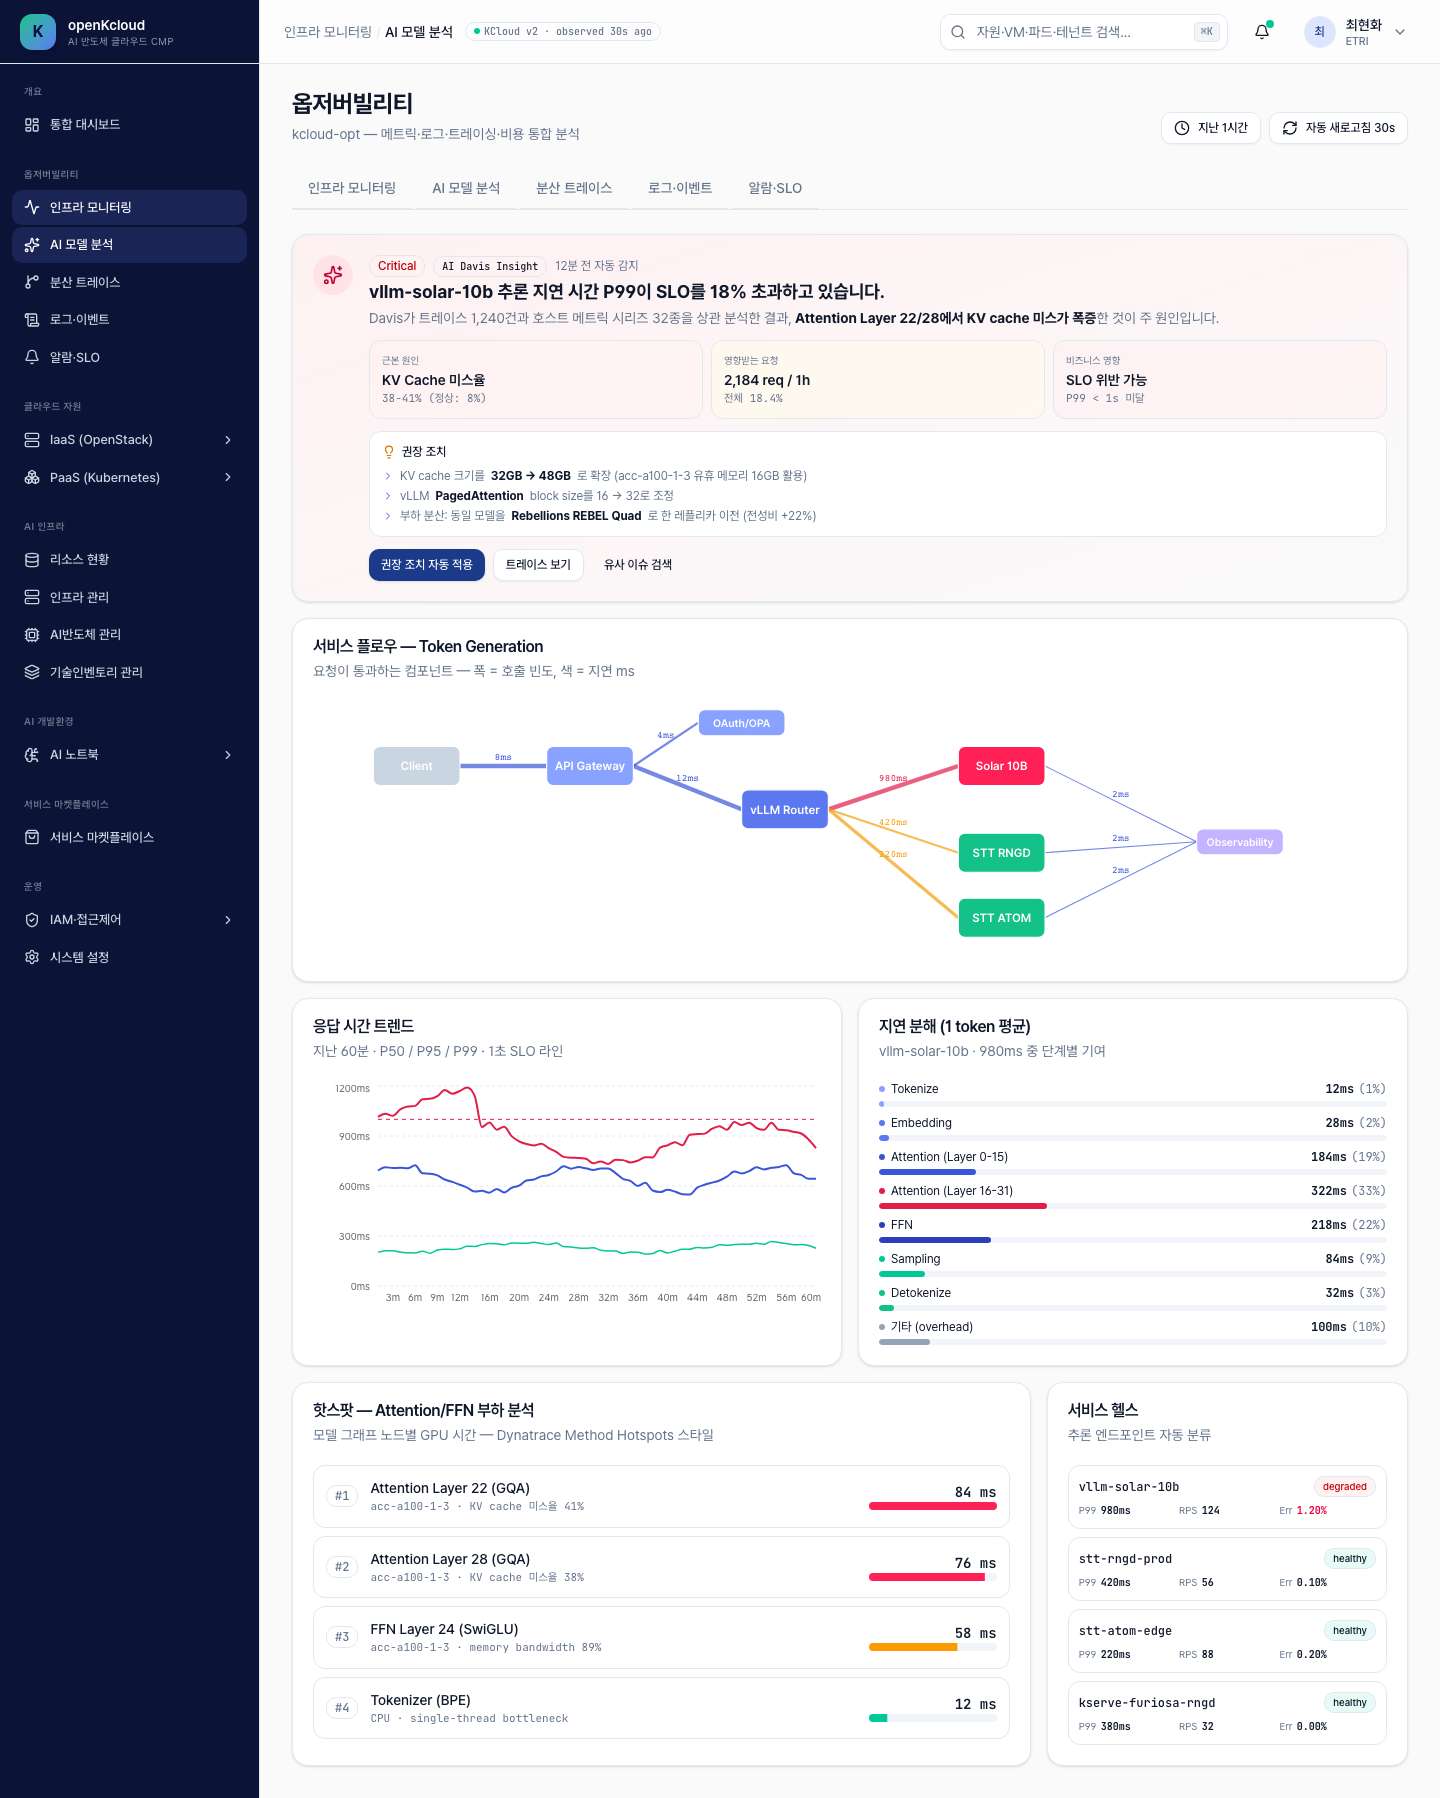 K
openKcloud
AI 반도체 클라우드 CMP
개요
통합 대시보드
옵저버빌리티
인프라 모니터링
AI 모델 분석
분산 트레이스
로그·이벤트
알람·SLO
클라우드 자원
IaaS (OpenStack)
PaaS (Kubernetes)
AI 인프라
리소스 현황
인프라 관리
AI반도체 관리
기술인벤토리 관리
AI 개발환경
AI 노트북
서비스 마켓플레이스
서비스 마켓플레이스
운영
IAM·접근제어
시스템 설정
인프라 모니터링 / AI 모델 분석
KCloud v2 · observed 30s ago
자원·VM·파드·테넌트 검색...
⌘K
최
최현화
ETRI
옵저버빌리티
kcloud-opt — 메트릭·로그·트레이싱·비용 통합 분석
지난 1시간
자동 새로고침 30s
인프라 모니터링
AI 모델 분석
분산 트레이스
로그·이벤트
알람·SLO
Critical
AI Davis Insight
12분 전 자동 감지
vllm-solar-10b 추론 지연 시간 P99이 SLO를 18% 초과하고 있습니다.
Davis가 트레이스 1,240건과 호스트 메트릭 시리즈 32종을 상관 분석한 결과, Attention Layer 22/28에서 KV cache 미스가 폭증한 것이 주 원인입니다.
근본 원인
KV Cache 미스율
38-41% (정상: 8%)
영향받는 요청
2,184 req / 1h
전체 18.4%
비즈니스 영향
SLO 위반 가능
P99 < 1s 미달
권장 조치
KV cache 크기를 32GB → 48GB 로 확장 (acc-a100-1-3 유휴 메모리 16GB 활용)
vLLM PagedAttention block size를 16 → 32로 조정
부하 분산: 동일 모델을 Rebellions REBEL Quad 로 한 레플리카 이전 (전성비 +22%)
권장 조치 자동 적용
트레이스 보기
유사 이슈 검색
서비스 플로우 — Token Generation
요청이 통과하는 컴포넌트 — 폭 = 호출 빈도, 색 = 지연 ms
Client
8ms
API Gateway
4ms
OAuth/OPA
12ms
vLLM Router
980ms
420ms
220ms
Solar 10B
STT RNGD
STT ATOM
2ms
2ms
2ms
Observability
응답 시간 트렌드
지난 60분 · P50 / P95 / P99 · 1초 SLO 라인
1200ms
900ms
600ms
300ms
0ms
3m 6m 9m 12m 16m 20m 24m 28m 32m 36m 40m 44m 48m 52m 56m 60m
지연 분해 (1 token 평균)
vllm-solar-10b · 980ms 중 단계별 기여
Tokenize 12ms (1%)
Embedding 28ms (2%)
Attention (Layer 0-15) 184ms (19%)
Attention (Layer 16-31) 322ms (33%)
FFN 218ms (22%)
Sampling 84ms (9%)
Detokenize 32ms (3%)
기타 (overhead) 100ms (10%)
핫스팟 — Attention/FFN 부하 분석
모델 그래프 노드별 GPU 시간 — Dynatrace Method Hotspots 스타일
#1
Attention Layer 22 (GQA)
acc-a100-1-3 · KV cache 미스율 41%
84 ms
#2
Attention Layer 28 (GQA)
acc-a100-1-3 · KV cache 미스율 38%
76 ms
#3
FFN Layer 24 (SwiGLU)
acc-a100-1-3 · memory bandwidth 89%
58 ms
#4
Tokenizer (BPE)
CPU · single-thread bottleneck
12 ms
서비스 헬스
추론 엔드포인트 자동 분류
vllm-solar-10b
degraded
P99 980ms RPS 124 Err 1.20%
stt-rngd-prod
healthy
P99 420ms RPS 56 Err 0.10%
stt-atom-edge
healthy
P99 220ms RPS 88 Err 0.20%
kserve-furiosa-rngd
healthy
P99 380ms RPS 32 Err 0.00%